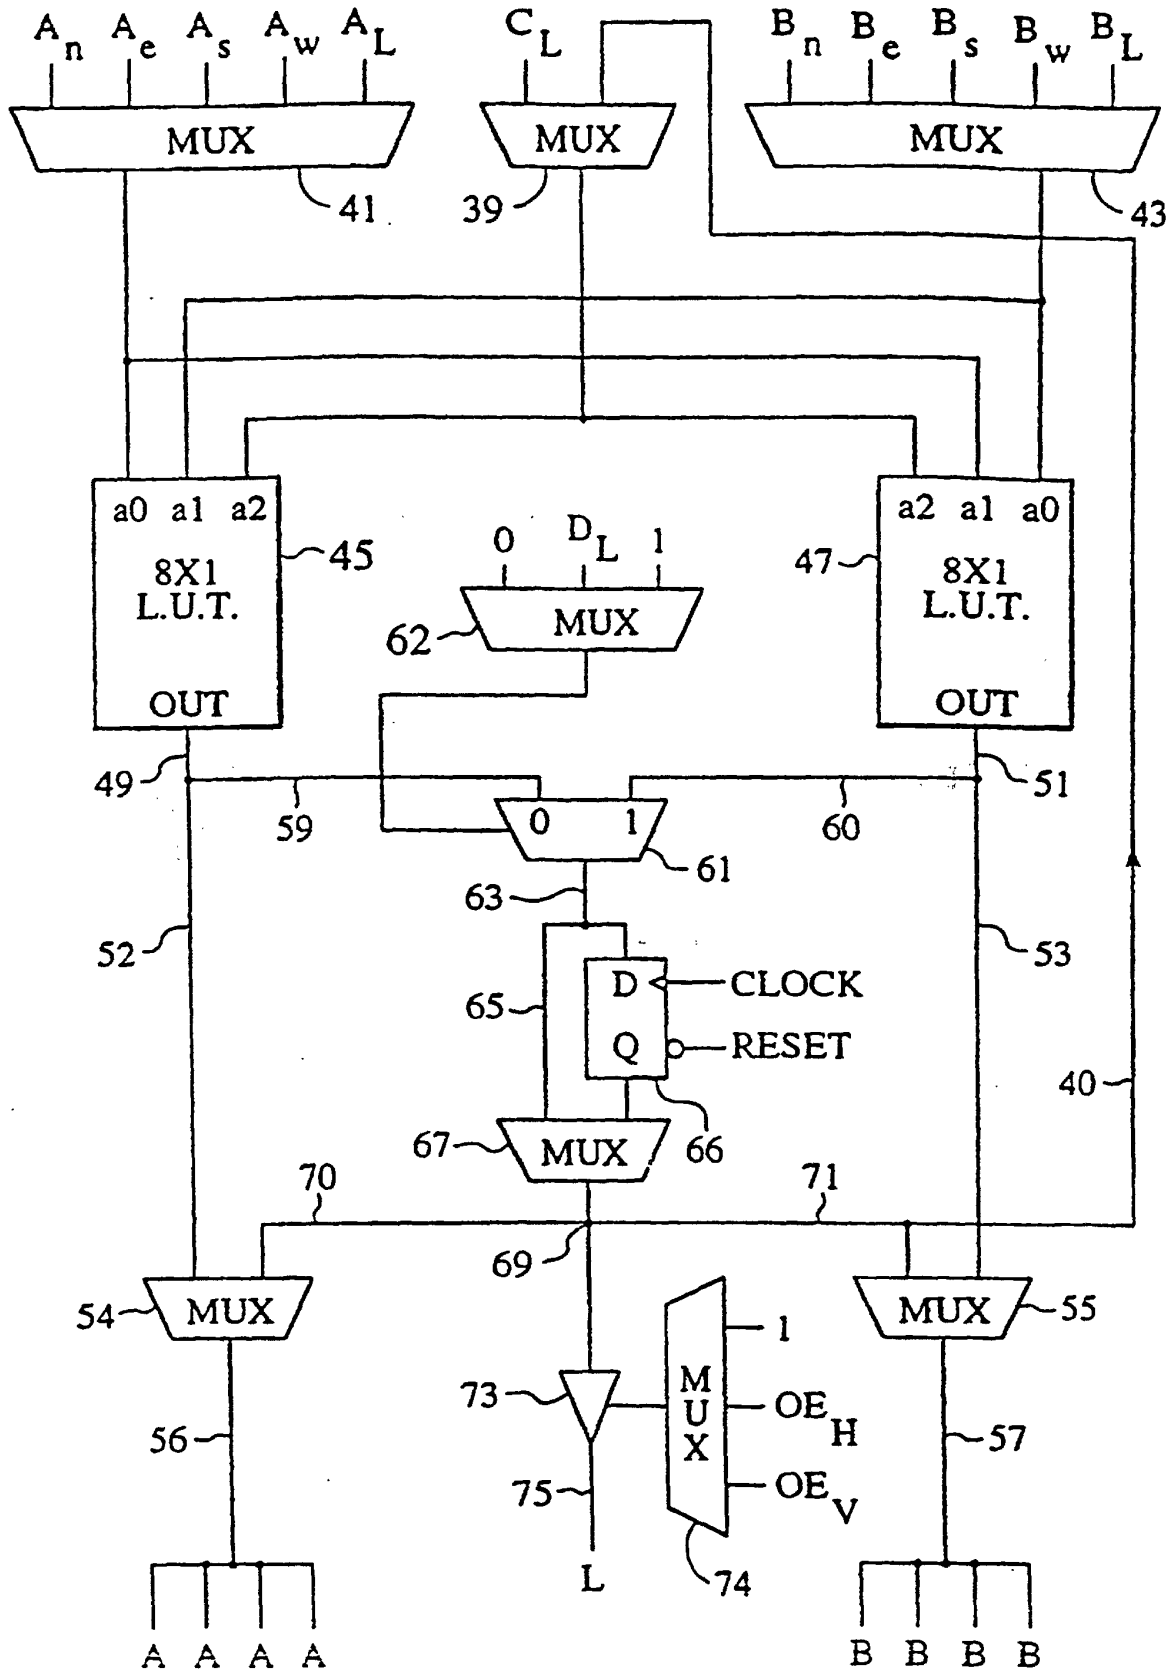 An Ae As Aw AL CL Bn Be Bs Bw BL
MUX MUX MUX
41 39 43
a0 a1 a2 a2 a1 a0
0 DL 1
45 47
8X1 8X1
L.U.T. L.U.T.
62 MUX
OUT OUT
49 51
59 0 1 60
61
63
52 53
D CLOCK
65
Q RESET
40
67 MUX 66
70 71
69
54 MUX MUX 55
1
73 MUX OEH
56 57
75 OEV
L 74
A A A A B B B B